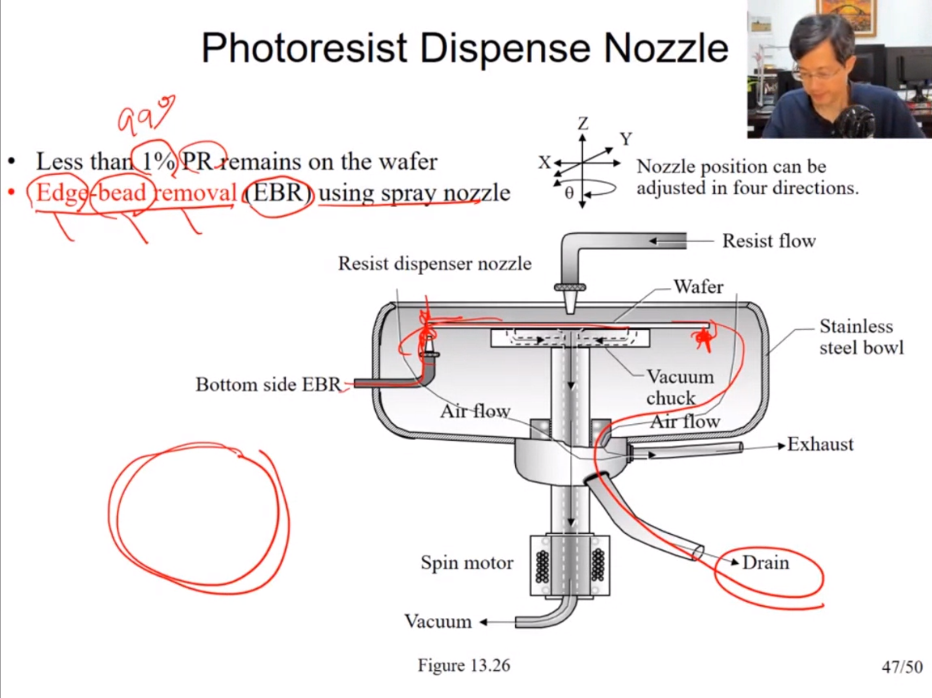 Photoresist Dispense Nozzle
99%
• Less than 1% PR remains on the wafer
• Edge-bead removal (EBR) using spray nozzle
Z
Y
X
θ
Nozzle position can be
adjusted in four directions.
Resist flow
Resist dispenser nozzle
Wafer
Stainless
steel bowl
Bottom side EBR
Vacuum
chuck
Air flow
Air flow
Exhaust
Spin motor
Drain
Vacuum
Figure 13.26
47/50